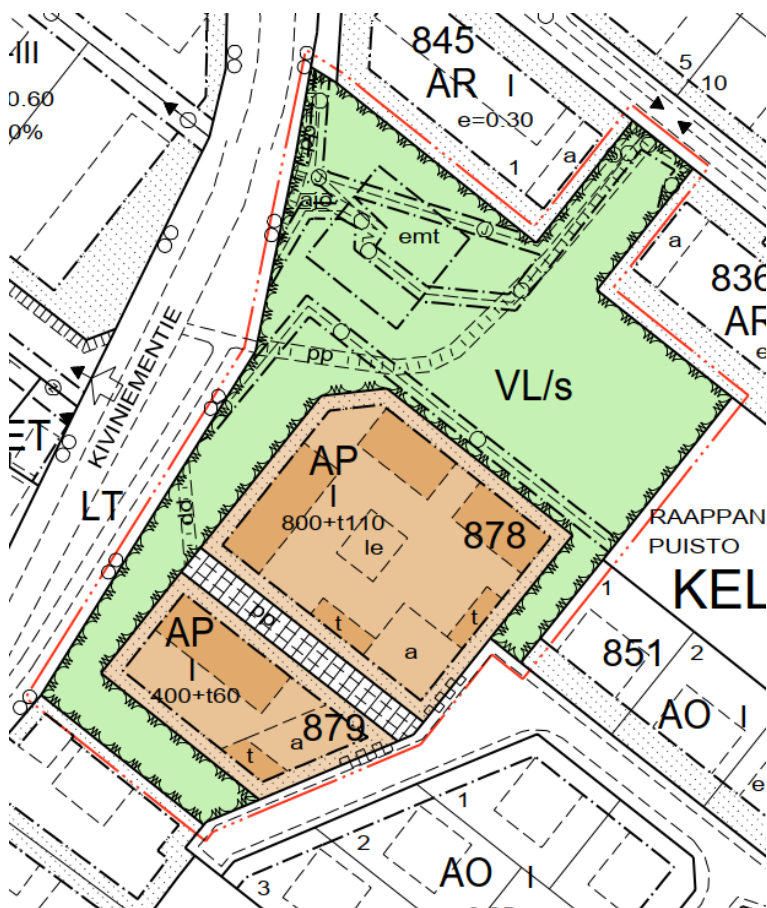 -III
0.60
0%
845
AR I
e=0.30
1
a
5
10
pp
ajo
emt
a
836
AR
e
KIVINIEMENTIE
pp
VL/s
ET
LT
pp
AP
I
800+t110
le
878
t
t
a
pp
AP
I
400+t60
879
a
t
RAAPPAN
PUISTO
KEL
1
851
2
AO I
e
1
2
3
AO I